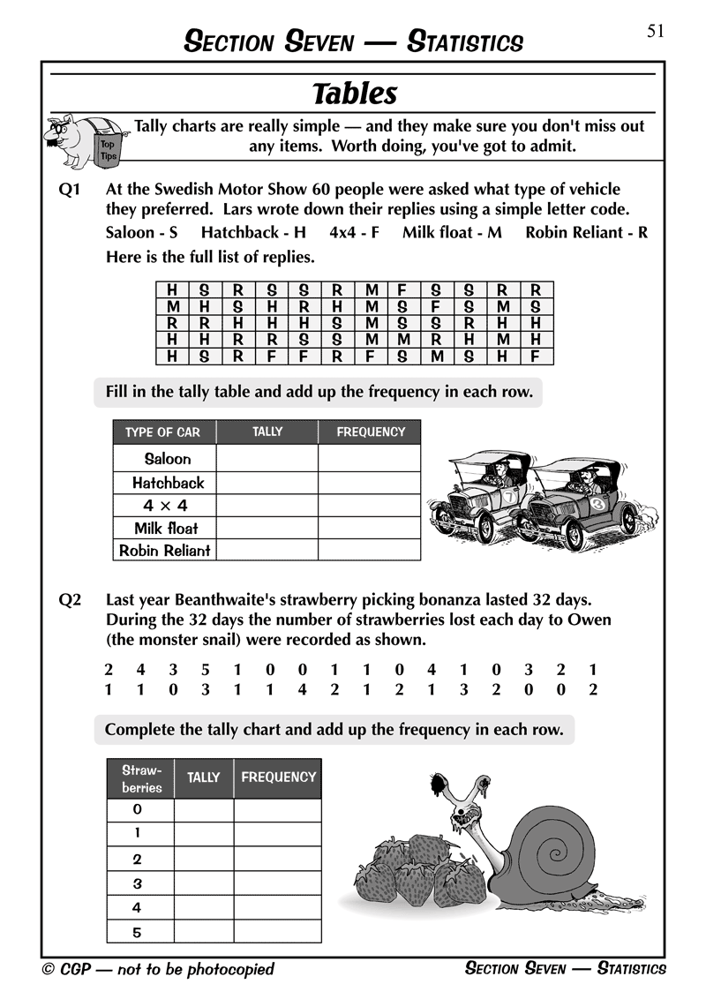 51
SECTION SEVEN — STATISTICS
Tables
Top
Tips
Tally charts are really simple — and they make sure you don't miss out
any items. Worth doing, you've got to admit.
Q1 At the Swedish Motor Show 60 people were asked what type of vehicle
they preferred. Lars wrote down their replies using a simple letter code.
Saloon - S Hatchback - H 4x4 - F Milk float - M Robin Reliant - R
Here is the full list of replies.
H S R S S R M F S S R R
M H S H R H M S F S M S
R R H H H S M S S R H H
H H R R S S M M R H M H
H S R F F R F S M S H F
Fill in the tally table and add up the frequency in each row.
TYPE OF CAR TALLY FREQUENCY
Saloon
Hatchback
4 × 4
Milk float
Robin Reliant
7
3
Q2 Last year Beanthwaite's strawberry picking bonanza lasted 32 days.
During the 32 days the number of strawberries lost each day to Owen
(the monster snail) were recorded as shown.
2 4 3 5 1 0 0 1 1 0 4 1 0 3 2 1
1 1 0 3 1 1 4 2 1 2 1 3 2 0 0 2
Complete the tally chart and add up the frequency in each row.
Straw-
berries TALLY FREQUENCY
0
1
2
3
4
5
© CGP — not to be photocopied
SECTION SEVEN — STATISTICS